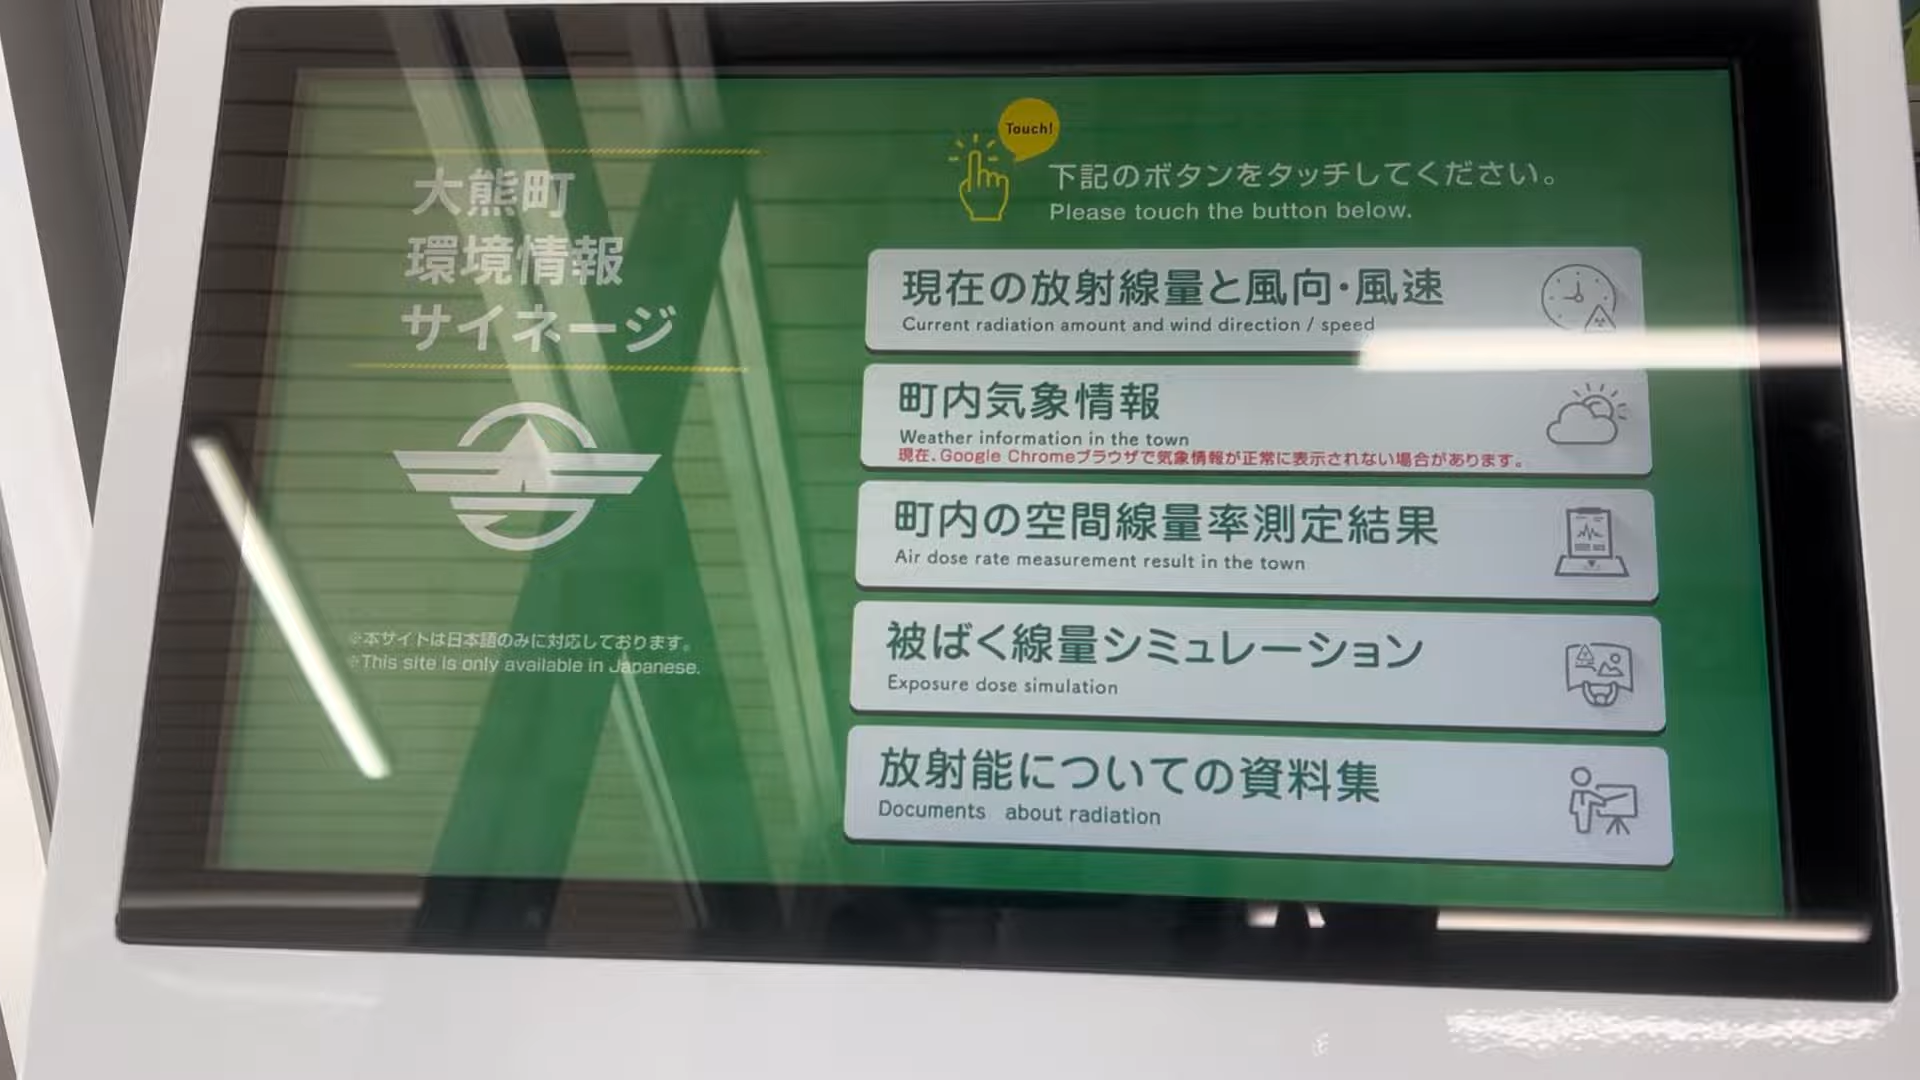 大熊町
環境情報
サイネージ
※本サイトは日本語のみに対応しております。
※This site is only available in Japanese.
Touch!
下記のボタンをタッチしてください。
Please touch the button below.
現在の放射線量と風向・風速
Current radiation amount and wind direction / speed
町内気象情報
Weather information in the town
現在、Google Chromeブラウザで気象情報が正常に表示されない場合があります。
町内の空間線量率測定結果
Air dose rate measurement result in the town
被ばく線量シミュレーション
Exposure dose simulation
放射能についての資料集
Documents about radiation